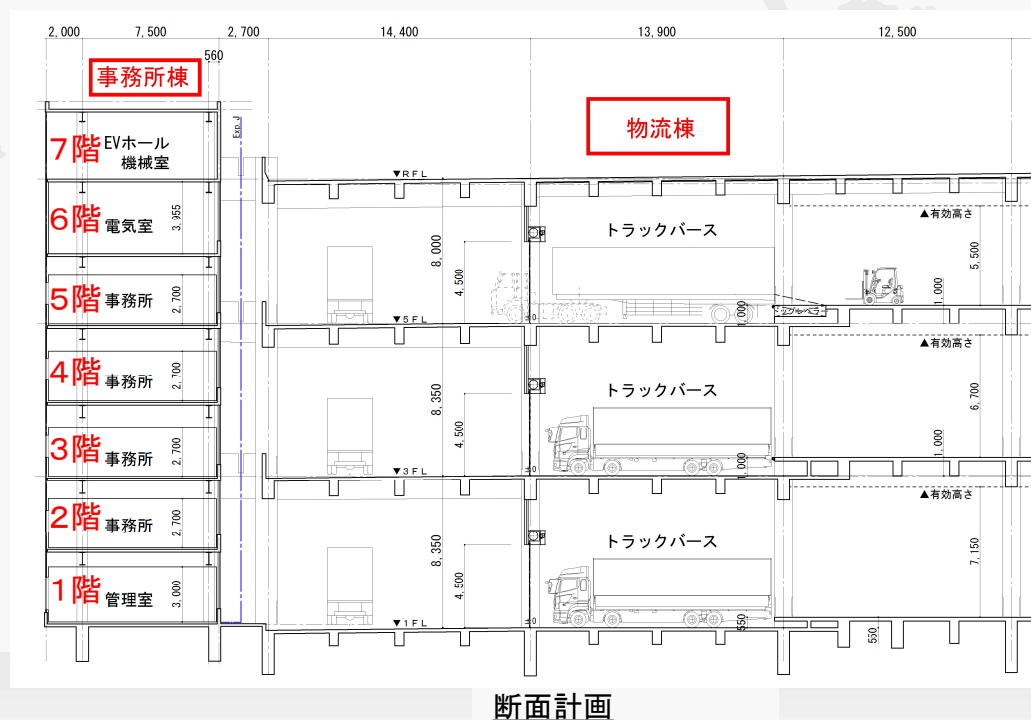 2,000
7,500
2,700
14,400
13,900
12,500
560
事務所棟
物流棟
Exp.J
7階
EVホール
機械室
▼RFL
6階
電気室
3,955
8,000
4,500
トラックバース
▲有効高さ
5,500
1,000
5階
事務所
2,700
1,000
▼5FL
±0
▲有効高さ
4階
事務所
2,700
8,350
4,500
トラックバース
6,700
1,000
3階
事務所
2,700
1,000
▼3FL
±0
▲有効高さ
2階
事務所
2,700
8,350
4,500
トラックバース
7,150
1階
管理室
3,000
▼1FL
±0
550
550
断面計画